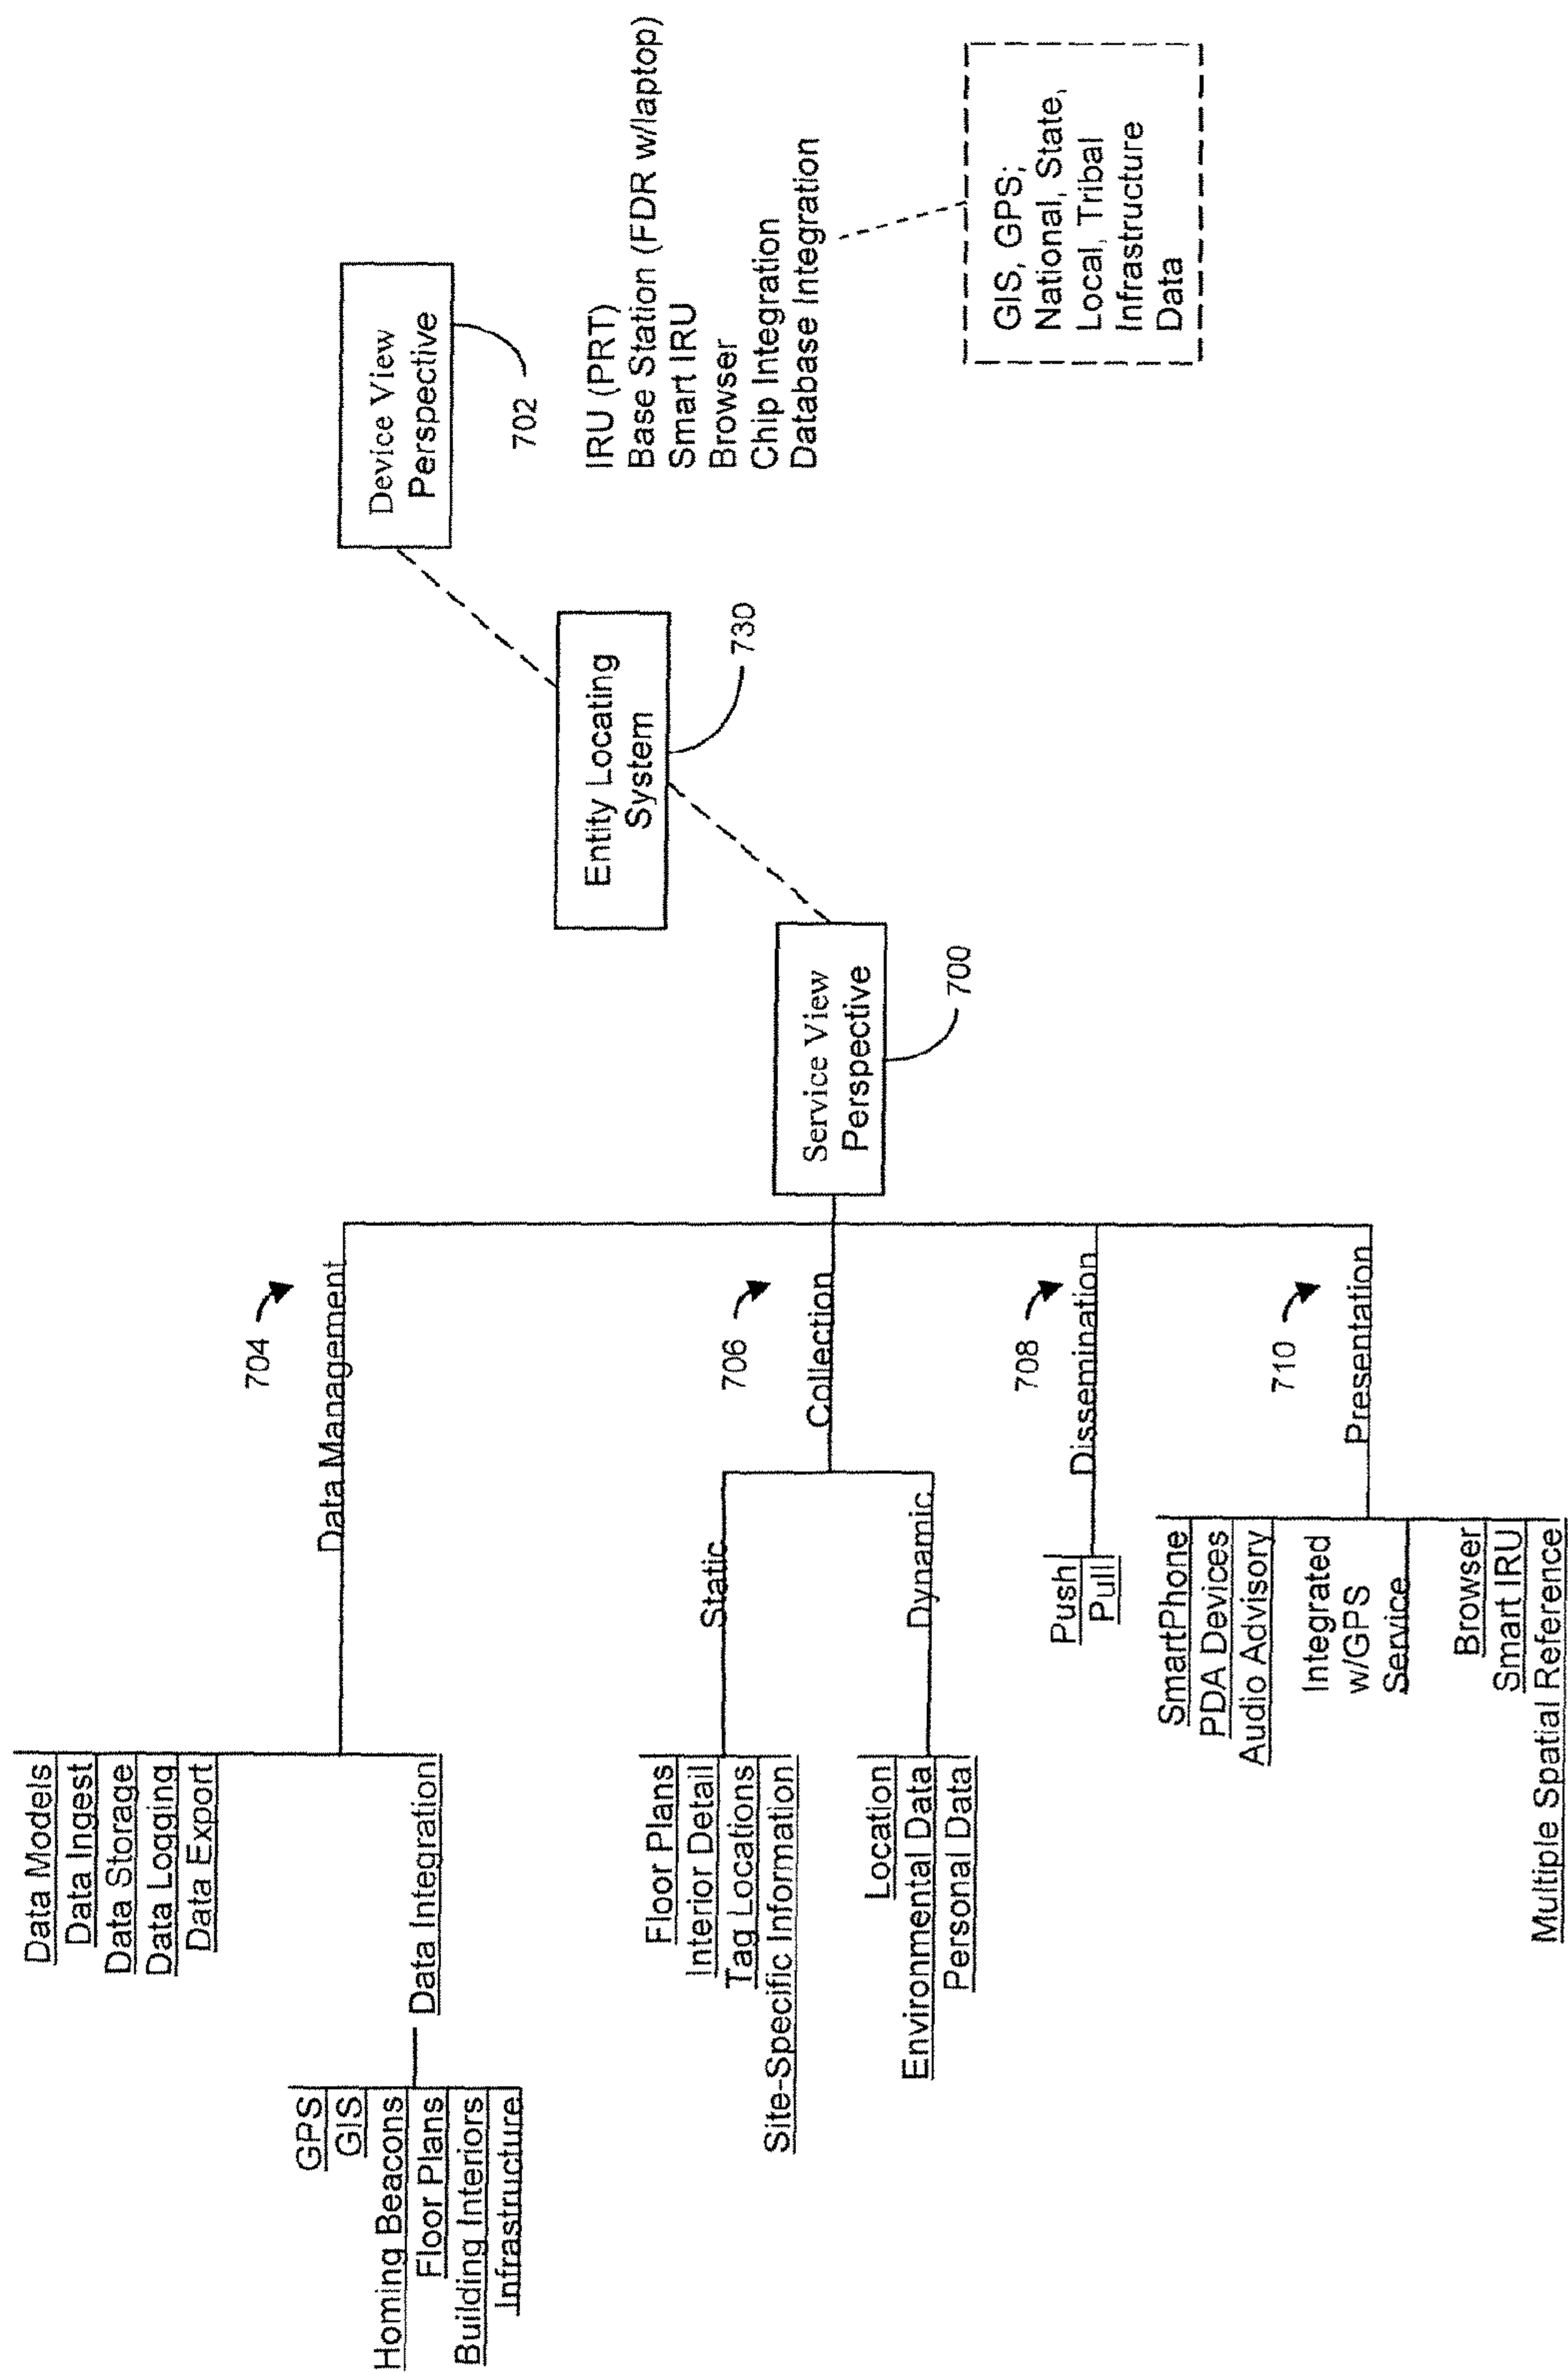 Device View
Perspective
702
IRU (PRT)
Base Station (FDR w/laptop)
Smart IRU
Browser
Chip Integration
Database Integration
GIS, GPS;
National, State,
Local, Tribal
Infrastructure
Data
Entity Locating
System
730
Service View
Perspective
700
704
Data Management
Data Models
Data Ingest
Data Storage
Data Logging
Data Export
Data Integration
GPS
GIS
Homing Beacons
Floor Plans
Building Interiors
Infrastructure
706
Collection
Static
Floor Plans
Interior Detail
Tag Locations
Site-Specific Information
Dynamic
Location
Environmental Data
Personal Data
708
Dissemination
Push
Pull
710
Presentation
SmartPhone
PDA Devices
Audio Advisory
Integrated
w/GPS
Service
Browser
Smart IRU
Multiple Spatial Reference